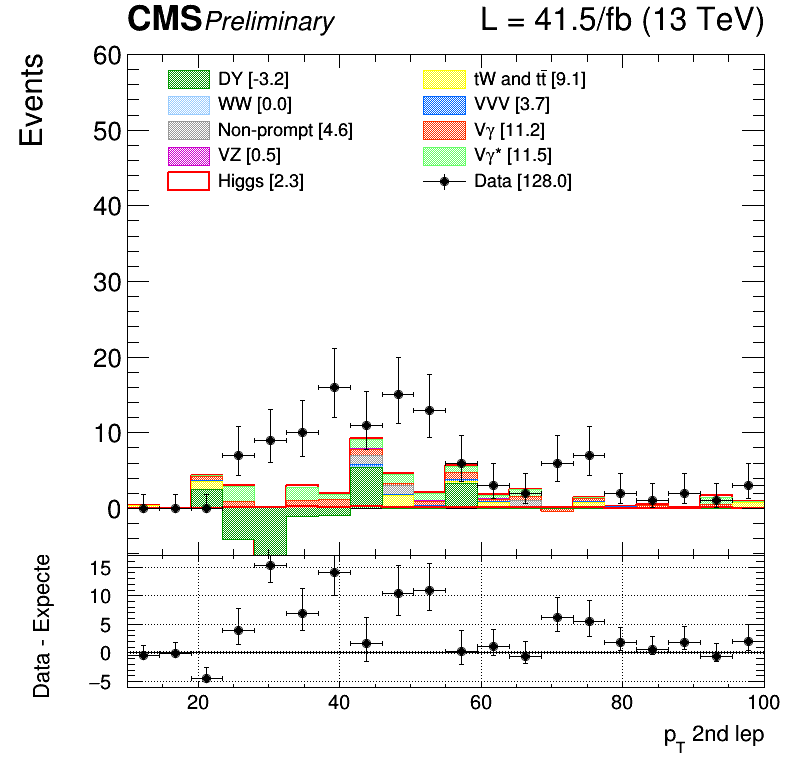 CMS Preliminary L = 41.5/fb (13 TeV)
Events
60
50
40
30
20
10
0
DY [-3.2]
WW [0.0]
Non-prompt [4.6]
VZ [0.5]
Higgs [2.3]
tW and tt̄ [9.1]
VVV [3.7]
Vγ [11.2]
Vγ* [11.5]
Data [128.0]
Data - Expecte
15
10
5
0
−5
20 40 60 80 100
p_T 2nd lep